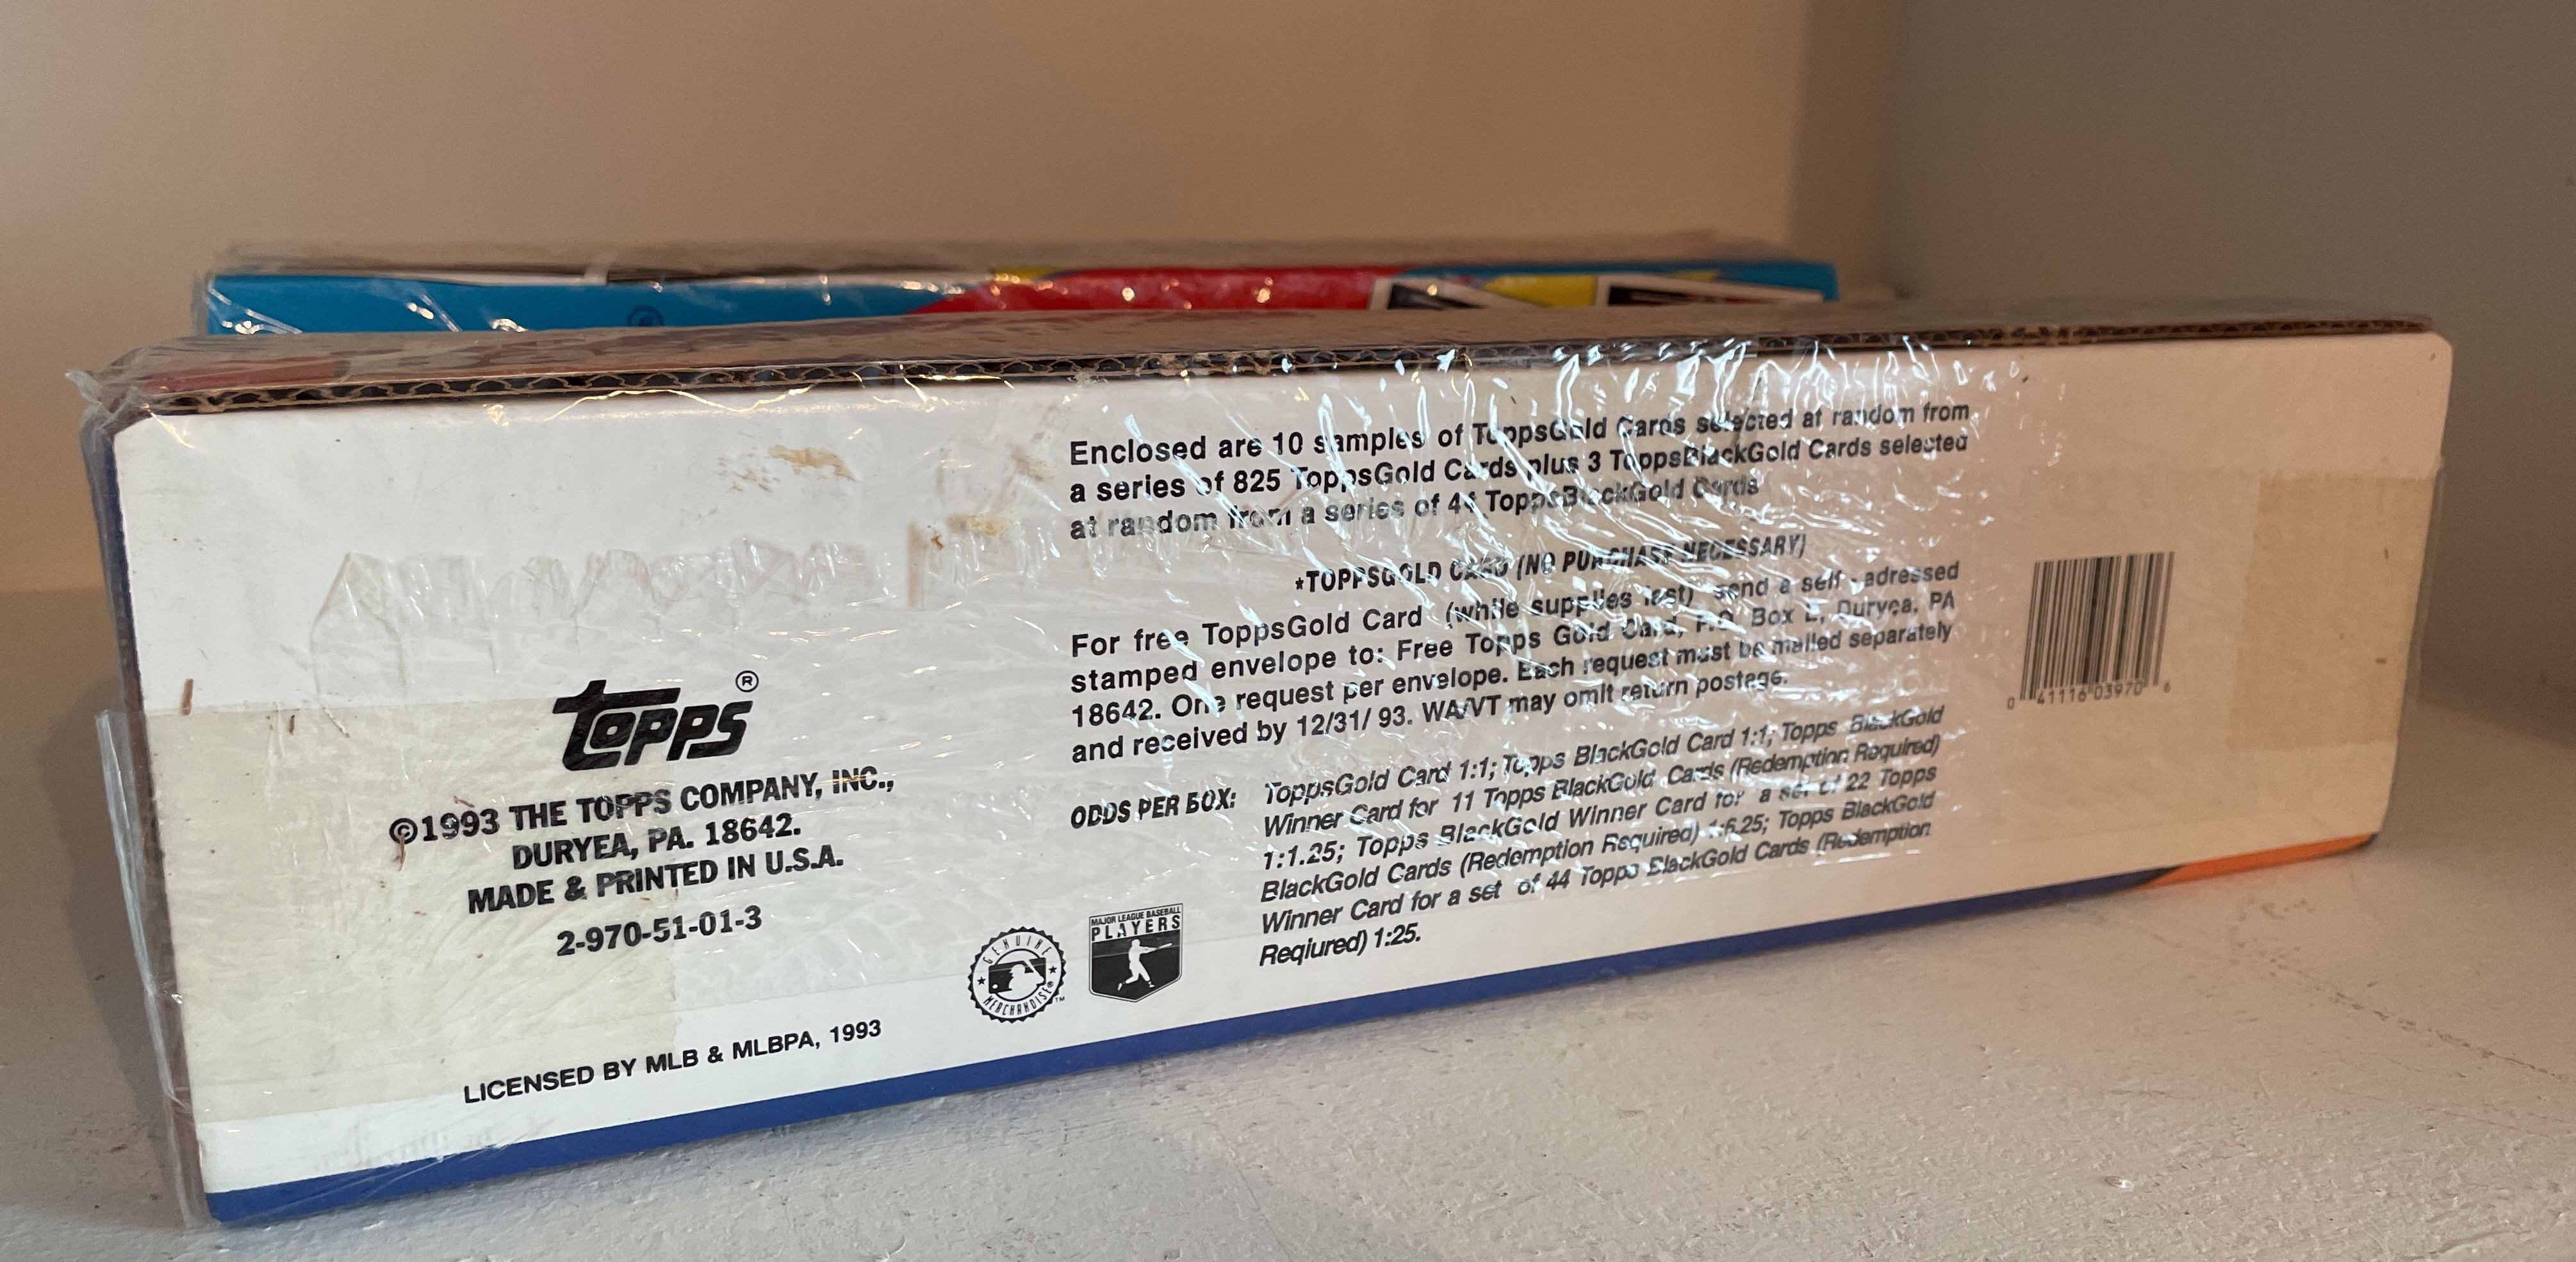 Topps®
©1993 THE TOPPS COMPANY, INC.,
DURYEA, PA. 18642.
MADE & PRINTED IN U.S.A.
2-970-51-01-3
LICENSED BY MLB & MLBPA, 1993
GENUINE
MERCHANDISE™
MAJOR LEAGUE BASEBALL
PLAYERS
Enclosed are 10 samples of ToppsGold Cards selected at random from
a series of 825 ToppsGold Cards plus 3 ToppsBlackGold Cards selected
at random from a series of 44 ToppsBlackGold Cards
*TOPPSGOLD CARD (NO PURCHASE NECESSARY)
For free ToppsGold Card (while supplies last) send a self - adressed
stamped envelope to: Free Topps Gold Card, P.O. Box L, Duryea, PA
18642. One request per envelope. Each request must be mailed separately
and received by 12/31/ 93. WA/VT may omit return postage.
ODDS PER BOX: ToppsGold Card 1:1; Topps BlackGold Card 1:1; Topps BlackGold
Winner Card for 11 Topps BlackGold Cards (Redemption Required)
1:1.25; Topps BlackGold Winner Card for a set of 22 Topps
BlackGold Cards (Redemption Required) 1:6.25; Topps BlackGold
Winner Card for a set of 44 Topps BlackGold Cards (Redemption
Reqiured) 1:25.
0 41116 03970 6